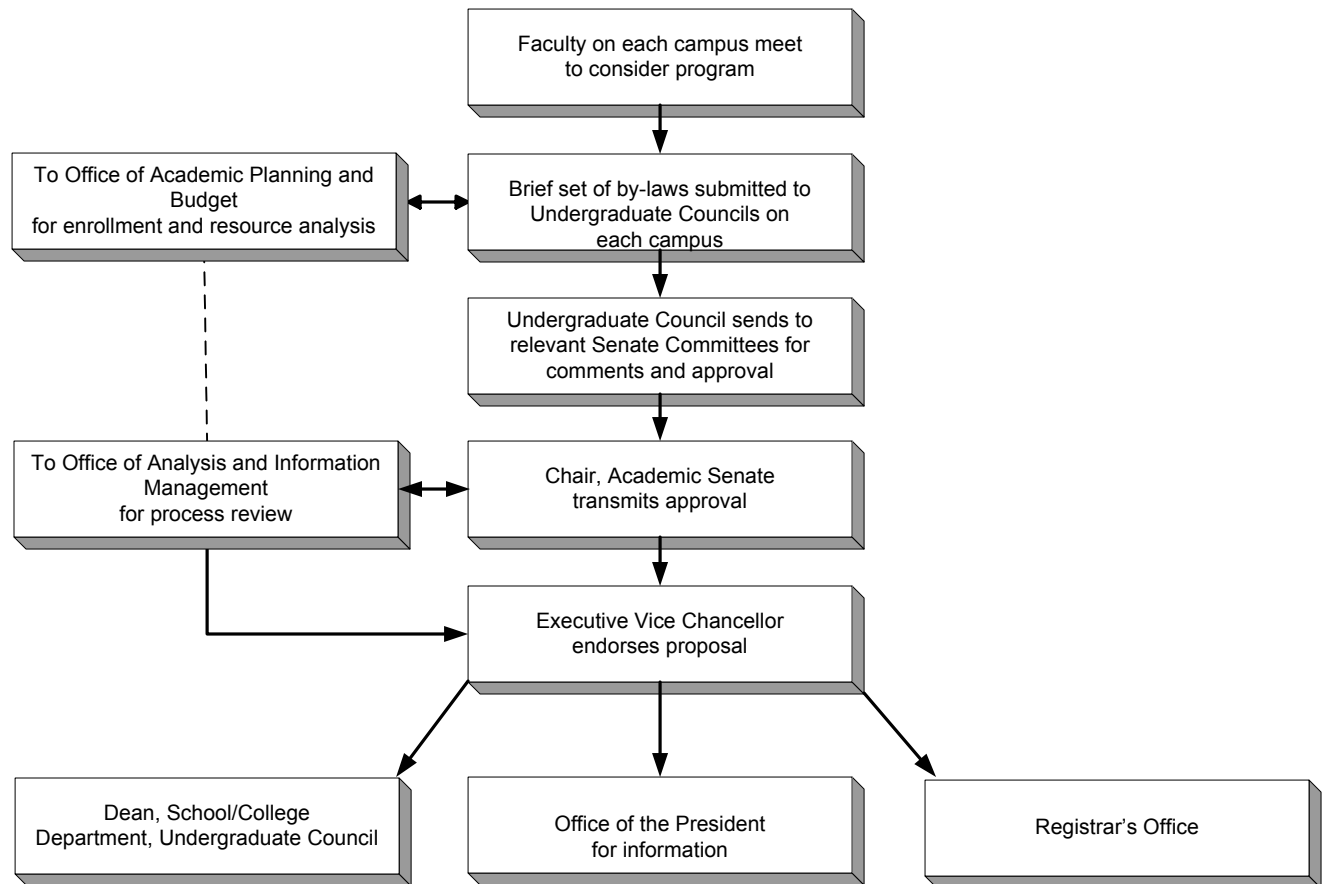 Faculty on each campus meet
to consider program
To Office of Academic Planning and
Budget
for enrollment and resource analysis
Brief set of by-laws submitted to
Undergraduate Councils on
each campus
Undergraduate Council sends to
relevant Senate Committees for
comments and approval
To Office of Analysis and Information
Management
for process review
Chair, Academic Senate
transmits approval
Executive Vice Chancellor
endorses proposal
Dean, School/College
Department, Undergraduate Council
Office of the President
for information
Registrar’s Office